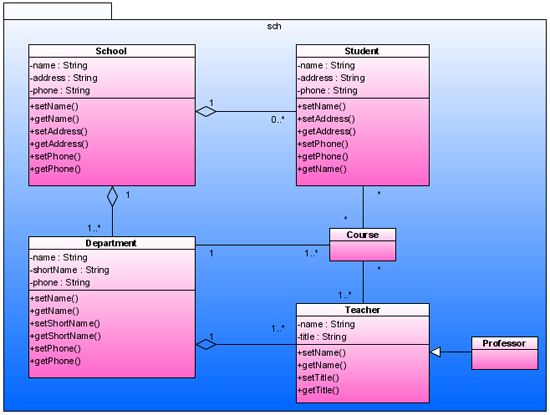 sch
School
-name : String
-address : String
-phone : String
+setName()
+getName()
+setAddress()
+getAddress()
+setPhone()
+getPhone()
1
0..*
Student
-name : String
-address : String
-phone : String
+setName()
+setAddress()
+getAddress()
+setPhone()
+getPhone()
+getName()
1
1..*
*
*
Department
-name : String
-shortName : String
-phone : String
+setName()
+getName()
+setShortName()
+getShortName()
+setPhone()
+getPhone()
1
1..*
Course
*
1..*
1
1..*
Teacher
-name : String
-title : String
+setName()
+getName()
+setTitle()
+getTitle()
Professor